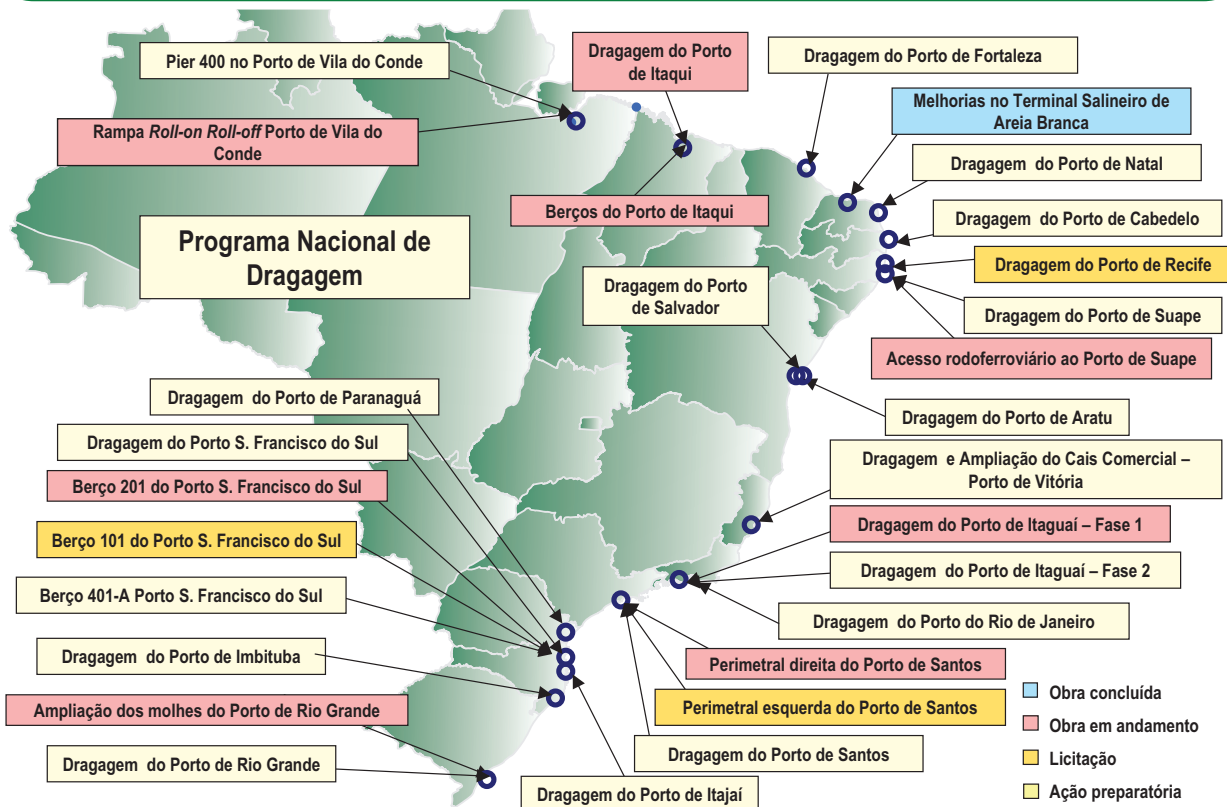 Pier 400 no Porto de Vila do Conde
Dragagem do Porto
de Itaqui
Dragagem do Porto de Fortaleza
Melhorias no Terminal Salineiro de
Areia Branca
Rampa Roll-on Roll-off Porto de Vila do
Conde
Dragagem do Porto de Natal
Berços do Porto de Itaqui
Dragagem do Porto de Cabedelo
Programa Nacional de
Dragagem
Dragagem do Porto de Recife
Dragagem do Porto
de Salvador
Dragagem do Porto de Suape
Acesso rodoferroviário ao Porto de Suape
Dragagem do Porto de Paranaguá
Dragagem do Porto de Aratu
Dragagem do Porto S. Francisco do Sul
Dragagem e Ampliação do Cais Comercial –
Porto de Vitória
Berço 201 do Porto S. Francisco do Sul
Dragagem do Porto de Itaguaí – Fase 1
Berço 101 do Porto S. Francisco do Sul
Dragagem do Porto de Itaguaí – Fase 2
Berço 401-A Porto S. Francisco do Sul
Dragagem do Porto do Rio de Janeiro
Dragagem do Porto de Imbituba
Perimetral direita do Porto de Santos
Ampliação dos molhes do Porto de Rio Grande
Perimetral esquerda do Porto de Santos
Dragagem do Porto de Santos
Dragagem do Porto de Rio Grande
Dragagem do Porto de Itajaí
Obra concluída
Obra em andamento
Licitação
Ação preparatória